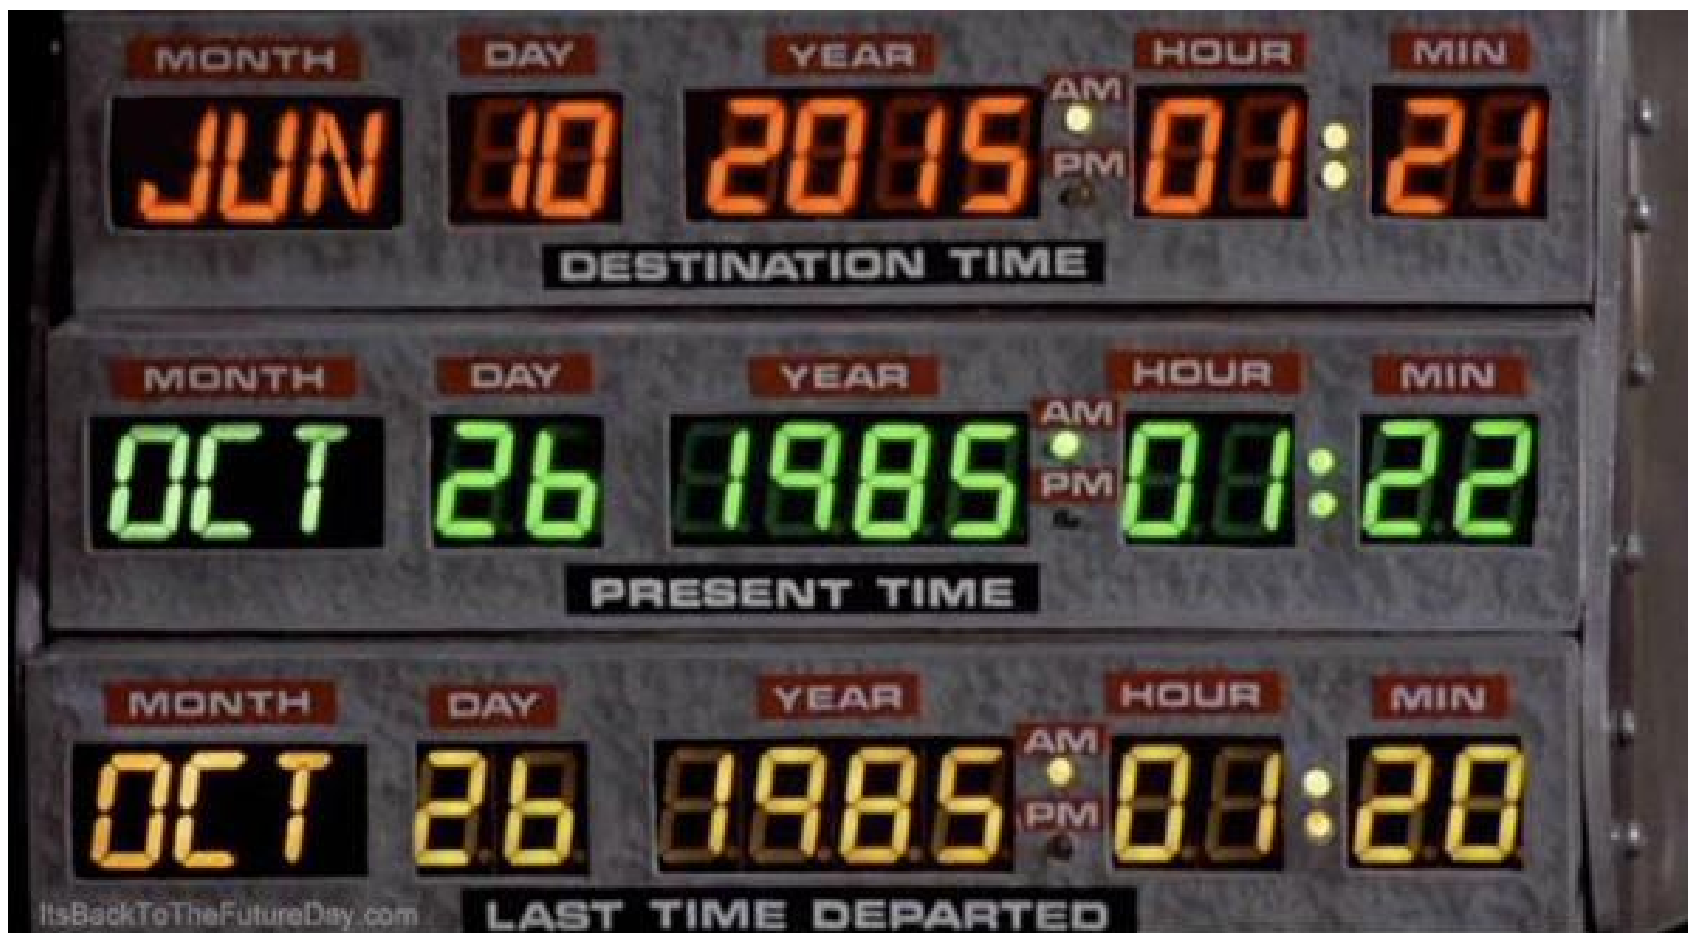 MONTH DAY YEAR HOUR MIN
AM
JUN 10 2015 01:21
PM
DESTINATION TIME
MONTH DAY YEAR HOUR MIN
AM
OCT 26 1985 01:22
PM
PRESENT TIME
MONTH DAY YEAR HOUR MIN
AM
OCT 26 1985 01:20
PM
ItsBackToTheFutureDay.com
LAST TIME DEPARTED